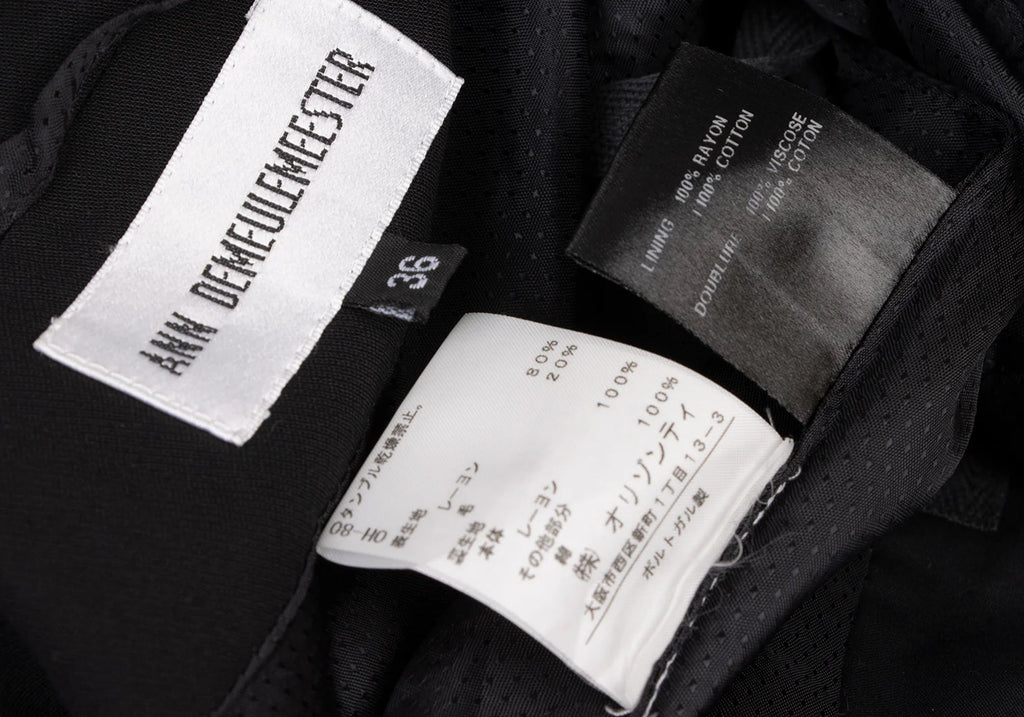 ANN DEMEULEMEESTER
36
LINING 100% RAYON
/ 100% COTTON
DOUBLURE 100% VISCOSE
/ 100% COTON
タンブル乾燥禁止。
OH-80
表生地
レーヨン 80%
毛 20%
裏生地
本体
レーヨン 100%
その他部分
綿 100%
㈱ オリゾンティ
大阪市西区新町1丁目13-3
ポルトガル製